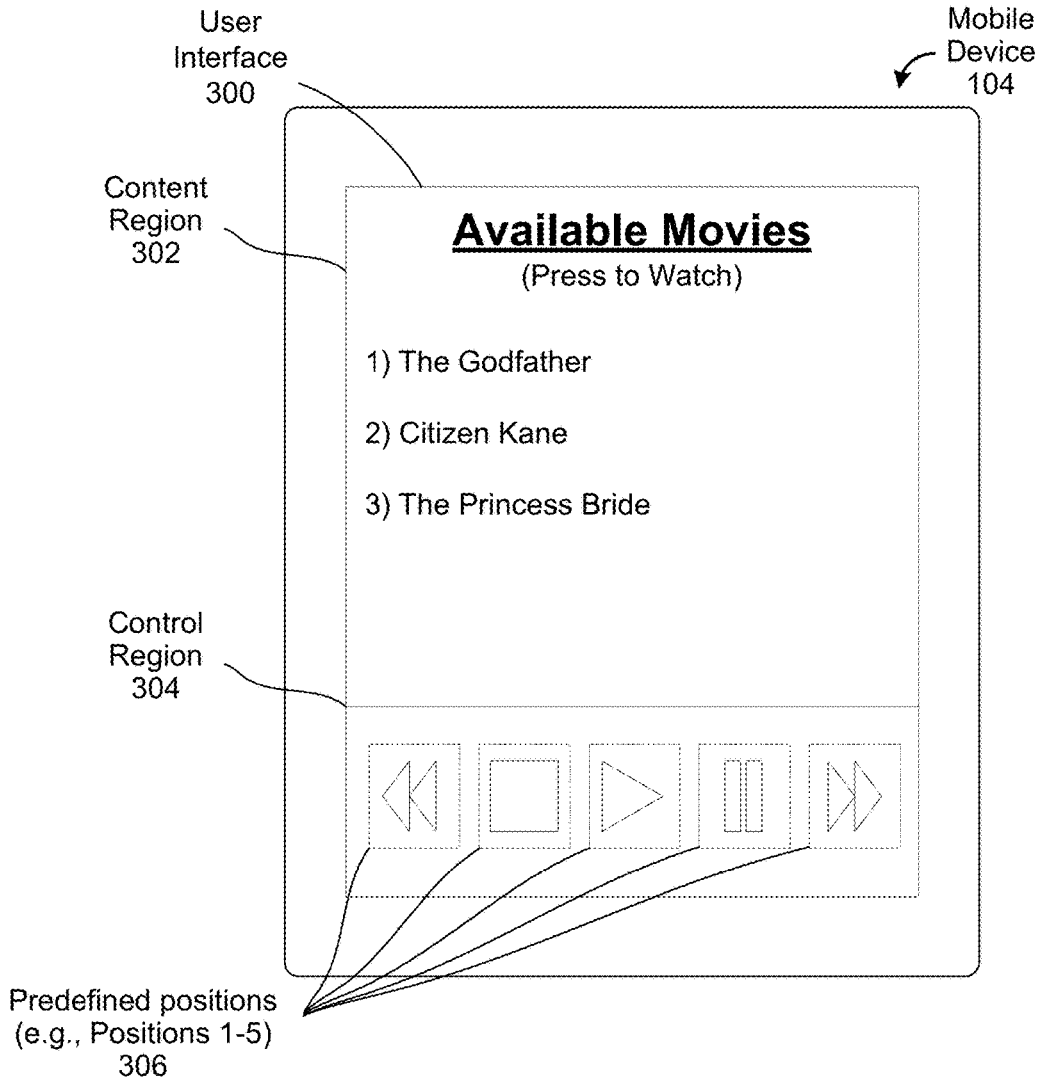 User
Interface
300
Mobile
Device
104
Content
Region
302
Available Movies
(Press to Watch)
1) The Godfather
2) Citizen Kane
3) The Princess Bride
Control
Region
304
Predefined positions
(e.g., Positions 1-5)
306